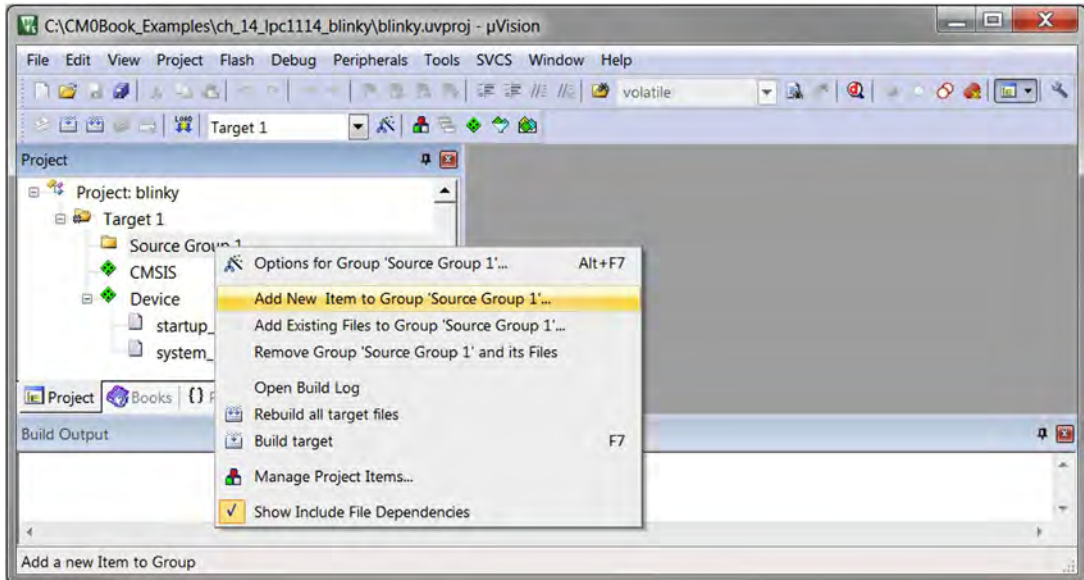 C:\CM0Book_Examples\ch_14_lpc1114_blinky\blinky.uvproj - µVision
File Edit View Project Flash Debug Peripherals Tools SVCS Window Help
volatile
LOAD Target 1
Project
Project: blinky
Target 1
Source Group 1
CMSIS
Device
startup_
system_
Options for Group 'Source Group 1'... Alt+F7
Add New Item to Group 'Source Group 1'...
Add Existing Files to Group 'Source Group 1'...
Remove Group 'Source Group 1' and its Files
Open Build Log
Rebuild all target files
Build target F7
Manage Project Items...
Show Include File Dependencies
Project Books {} F
Build Output
Add a new Item to Group